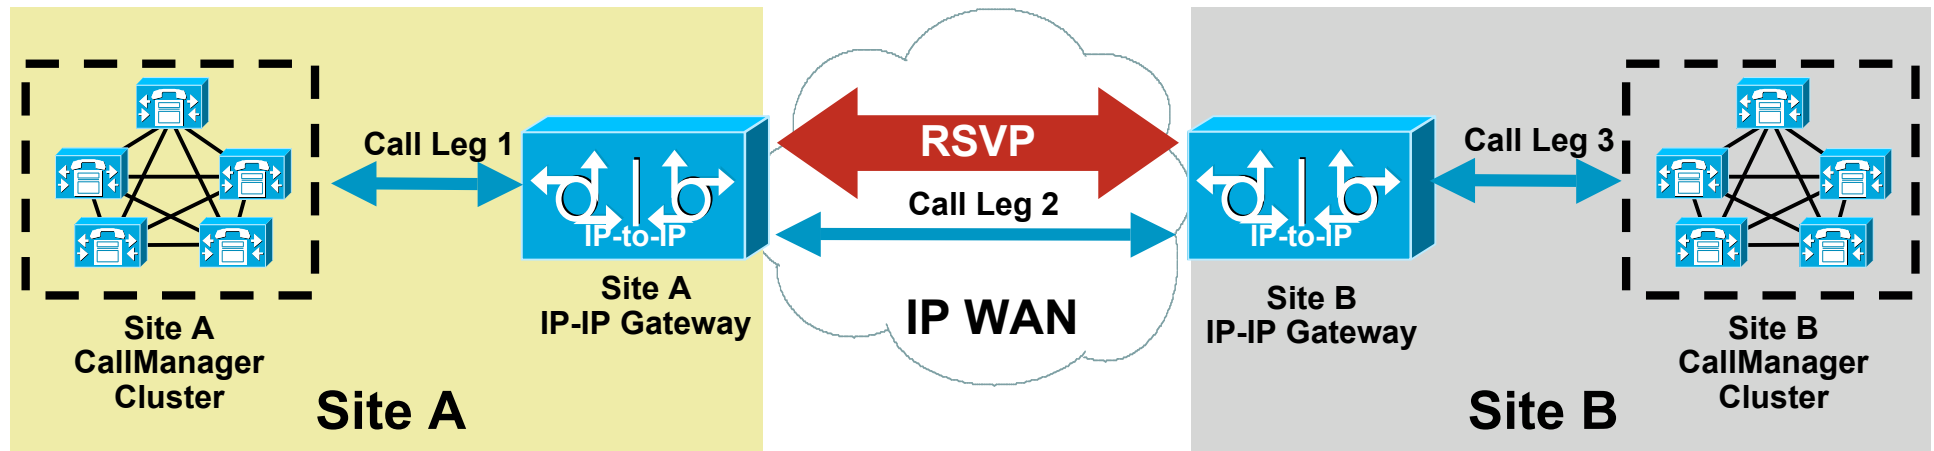 Call Leg 1
IP-to-IP
Site A
IP-IP Gateway
Site A
CallManager
Cluster
Site A
RSVP
Call Leg 2
IP WAN
IP-to-IP
Site B
IP-IP Gateway
Call Leg 3
Site B
CallManager
Cluster
Site B